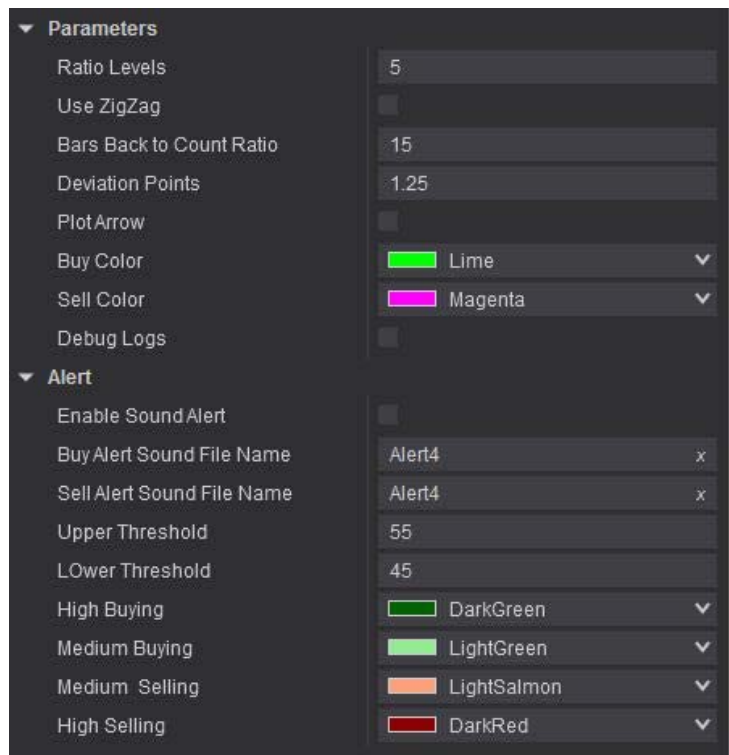 Parameters
Ratio Levels 5
Use ZigZag
Bars Back to Count Ratio 15
Deviation Points 1.25
Plot Arrow
Buy Color Lime
Sell Color Magenta
Debug Logs
Alert
Enable Sound Alert
Buy Alert Sound File Name Alert4 x
Sell Alert Sound File Name Alert4 x
Upper Threshold 55
LOwer Threshold 45
High Buying DarkGreen
Medium Buying LightGreen
Medium  Selling LightSalmon
High Selling DarkRed